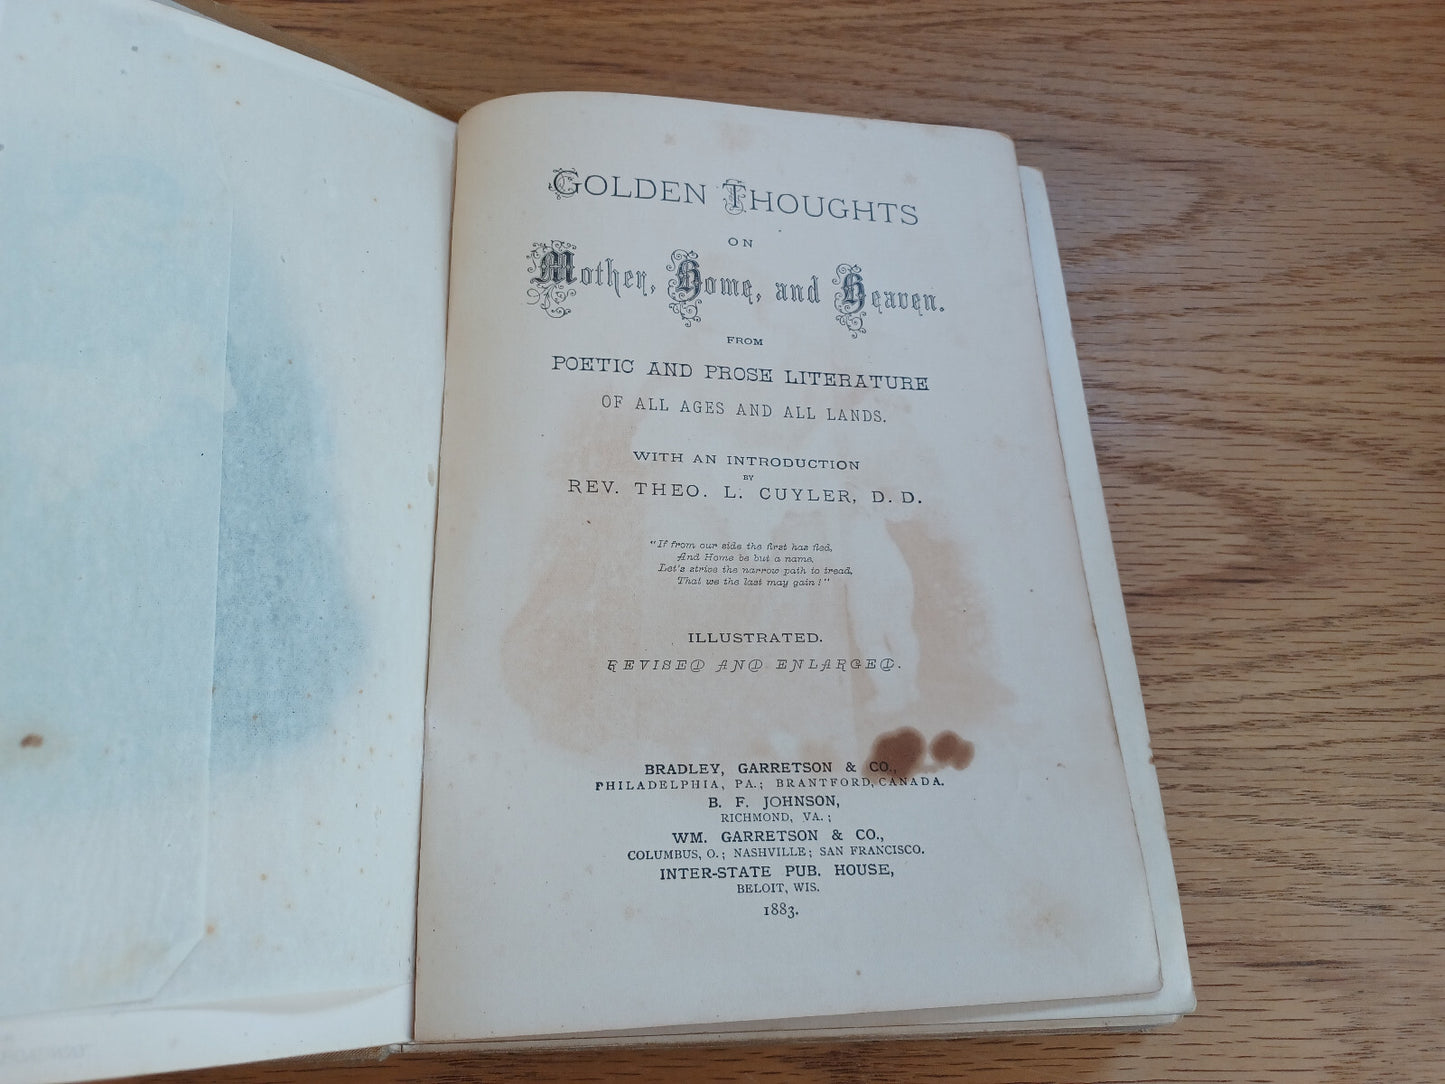 GOLDEN THOUGHTS
ON
Mother, Home, and Heaven.
FROM
POETIC AND PROSE LITERATURE
OF ALL AGES AND ALL LANDS.
WITH AN INTRODUCTION
BY
REV. THEO. L. CUYLER, D. D.
"If from our side the first has fled,
And Home be but a name,
Let's strive the narrow path to tread,
That we the last may gain!"
ILLUSTRATED.
REVISED AND ENLARGED.
BRADLEY, GARRETSON & CO.,
PHILADELPHIA, PA.; BRANTFORD, CANADA.
B. F. JOHNSON,
RICHMOND, VA.;
WM. GARRETSON & CO.,
COLUMBUS, O.; NASHVILLE; SAN FRANCISCO.
INTER-STATE PUB. HOUSE,
BELOIT, WIS.
1883.